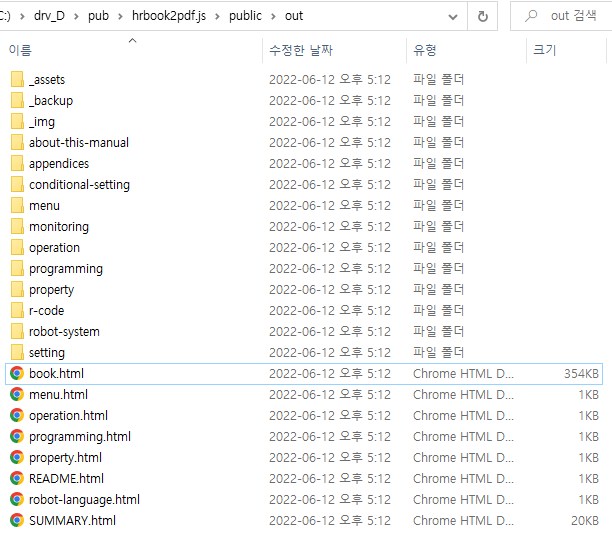 C:) > drv_D > pub > hrbook2pdf.js > public > out out 검색
이름 수정한 날짜 유형 크기
_assets 2022-06-12 오후 5:12 파일 폴더
_backup 2022-06-12 오후 5:12 파일 폴더
_img 2022-06-12 오후 5:12 파일 폴더
about-this-manual 2022-06-12 오후 5:12 파일 폴더
appendices 2022-06-12 오후 5:12 파일 폴더
conditional-setting 2022-06-12 오후 5:12 파일 폴더
menu 2022-06-12 오후 5:12 파일 폴더
monitoring 2022-06-12 오후 5:12 파일 폴더
operation 2022-06-12 오후 5:12 파일 폴더
programming 2022-06-12 오후 5:12 파일 폴더
property 2022-06-12 오후 5:12 파일 폴더
r-code 2022-06-12 오후 5:12 파일 폴더
robot-system 2022-06-12 오후 5:12 파일 폴더
setting 2022-06-12 오후 5:12 파일 폴더
book.html 2022-06-12 오후 5:12 Chrome HTML D... 354KB
menu.html 2022-06-12 오후 5:12 Chrome HTML D... 1KB
operation.html 2022-06-12 오후 5:12 Chrome HTML D... 1KB
programming.html 2022-06-12 오후 5:12 Chrome HTML D... 1KB
property.html 2022-06-12 오후 5:12 Chrome HTML D... 1KB
README.html 2022-06-12 오후 5:12 Chrome HTML D... 1KB
robot-language.html 2022-06-12 오후 5:12 Chrome HTML D... 1KB
SUMMARY.html 2022-06-12 오후 5:12 Chrome HTML D... 20KB